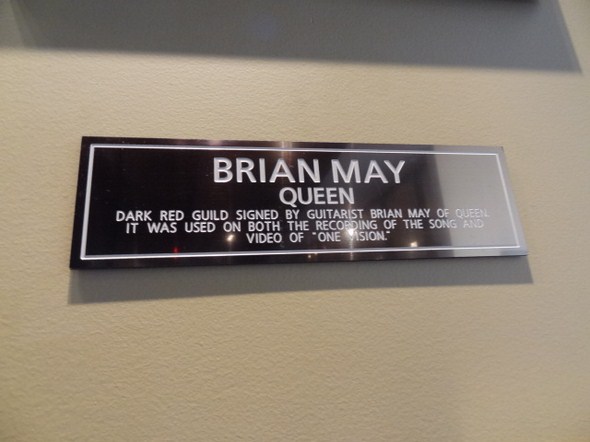 BRIAN MAY
QUEEN
DARK RED GUILD SIGNED BY GUITARIST BRIAN MAY OF QUEEN.
IT WAS USED ON BOTH THE RECORDING OF THE SONG AND
VIDEO OF "ONE VISION."